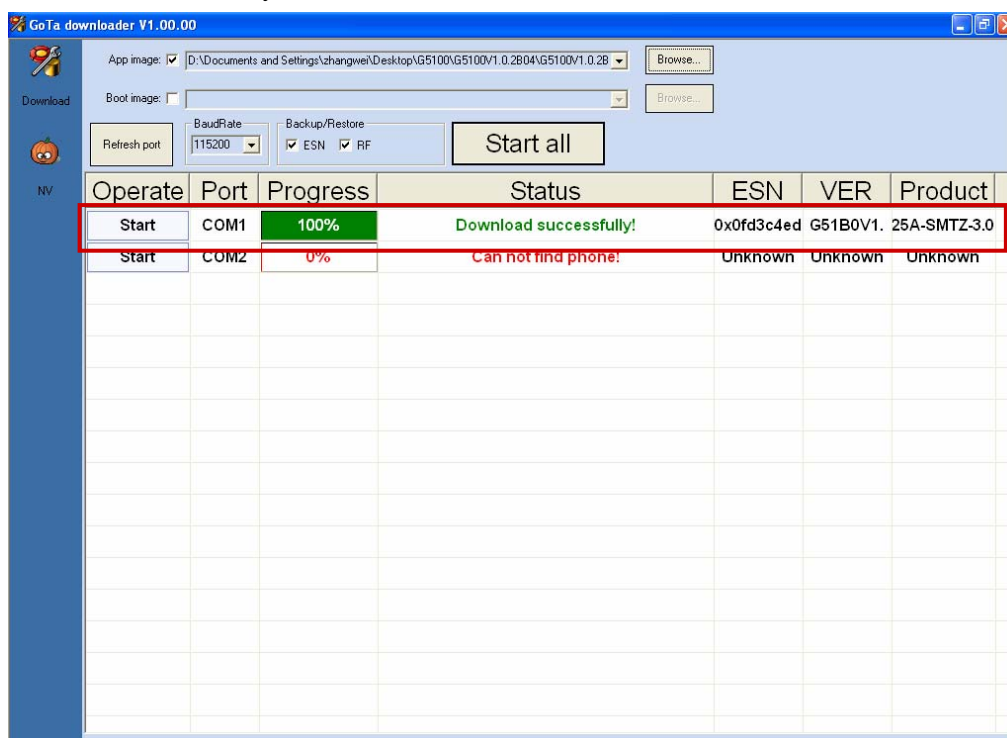 GoTa downloader V1.00.00
App image: D:\Documents and Settings\zhangwei\Desktop\G5100\G5100V1.0.2B04\G5100V1.0.2B Browse...
Download Boot image: Browse...
BaudRate Backup/Restore
Refresh port 115200 ESN RF Start all
NV
Operate Port Progress Status ESN VER Product
Start COM1 100% Download successfully! 0x0fd3c4ed G51B0V1. 25A-SMTZ-3.0
Start COM2 0% Can not find phone! Unknown Unknown Unknown